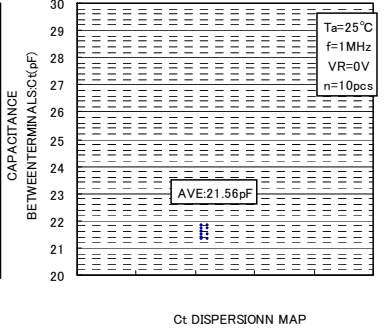 CAPACITANCE
BETWEENTERMINALS:Ct(pF)
30
29
28
27
26
25
24
23
22
21
20
Ta=25℃
f=1MHz
VR=0V
n=10pcs
AVE:21.56pF
Ct DISPERSIONN MAP